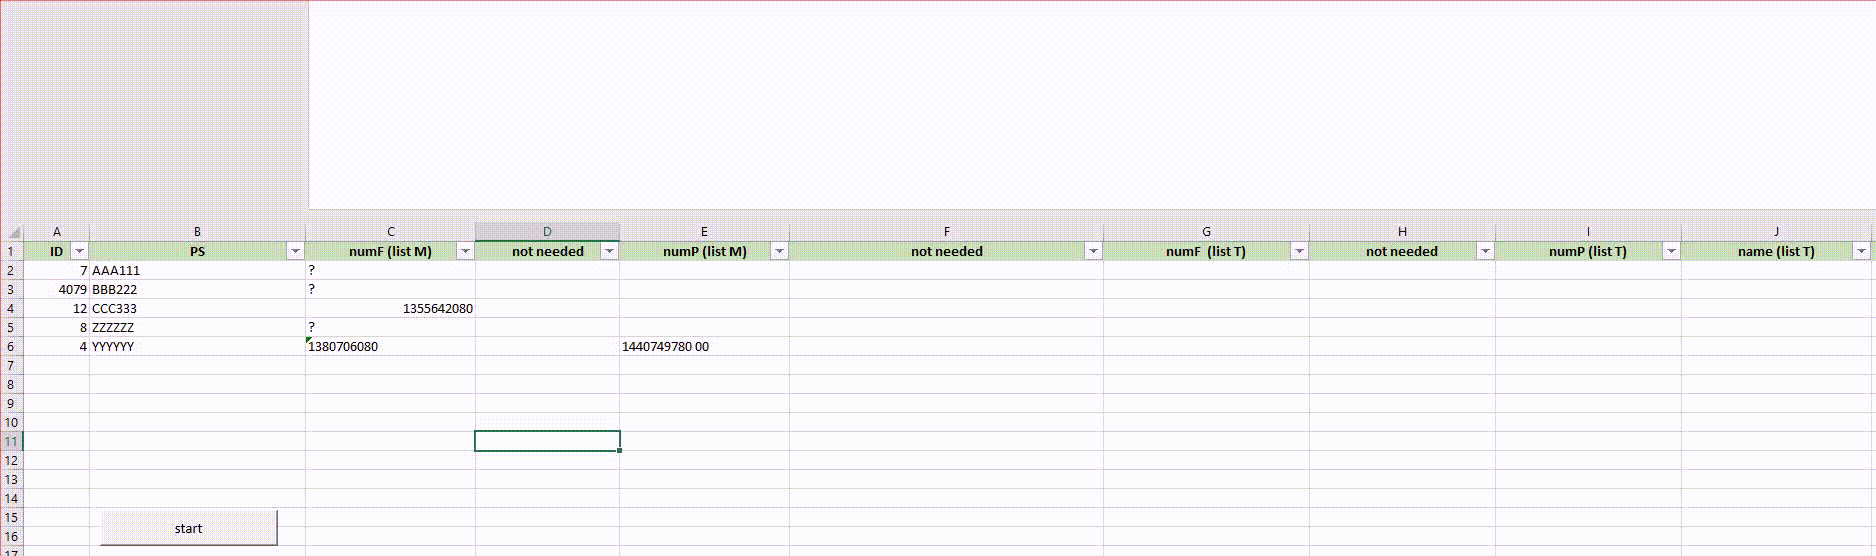 A B C D E F G H I J
1 ID PS numF (list M) not needed numP (list M) not needed numF  (list T) not needed numP (list T) name (list T)
2 7 AAA111 ?
3 4079 BBB222 ?
4 12 CCC333 1355642080
5 8 ZZZZZZ ?
6 4 YYYYYY 1380706080 1440749780 00
7
8
9
10
11
12
13
14
15
start
16
17